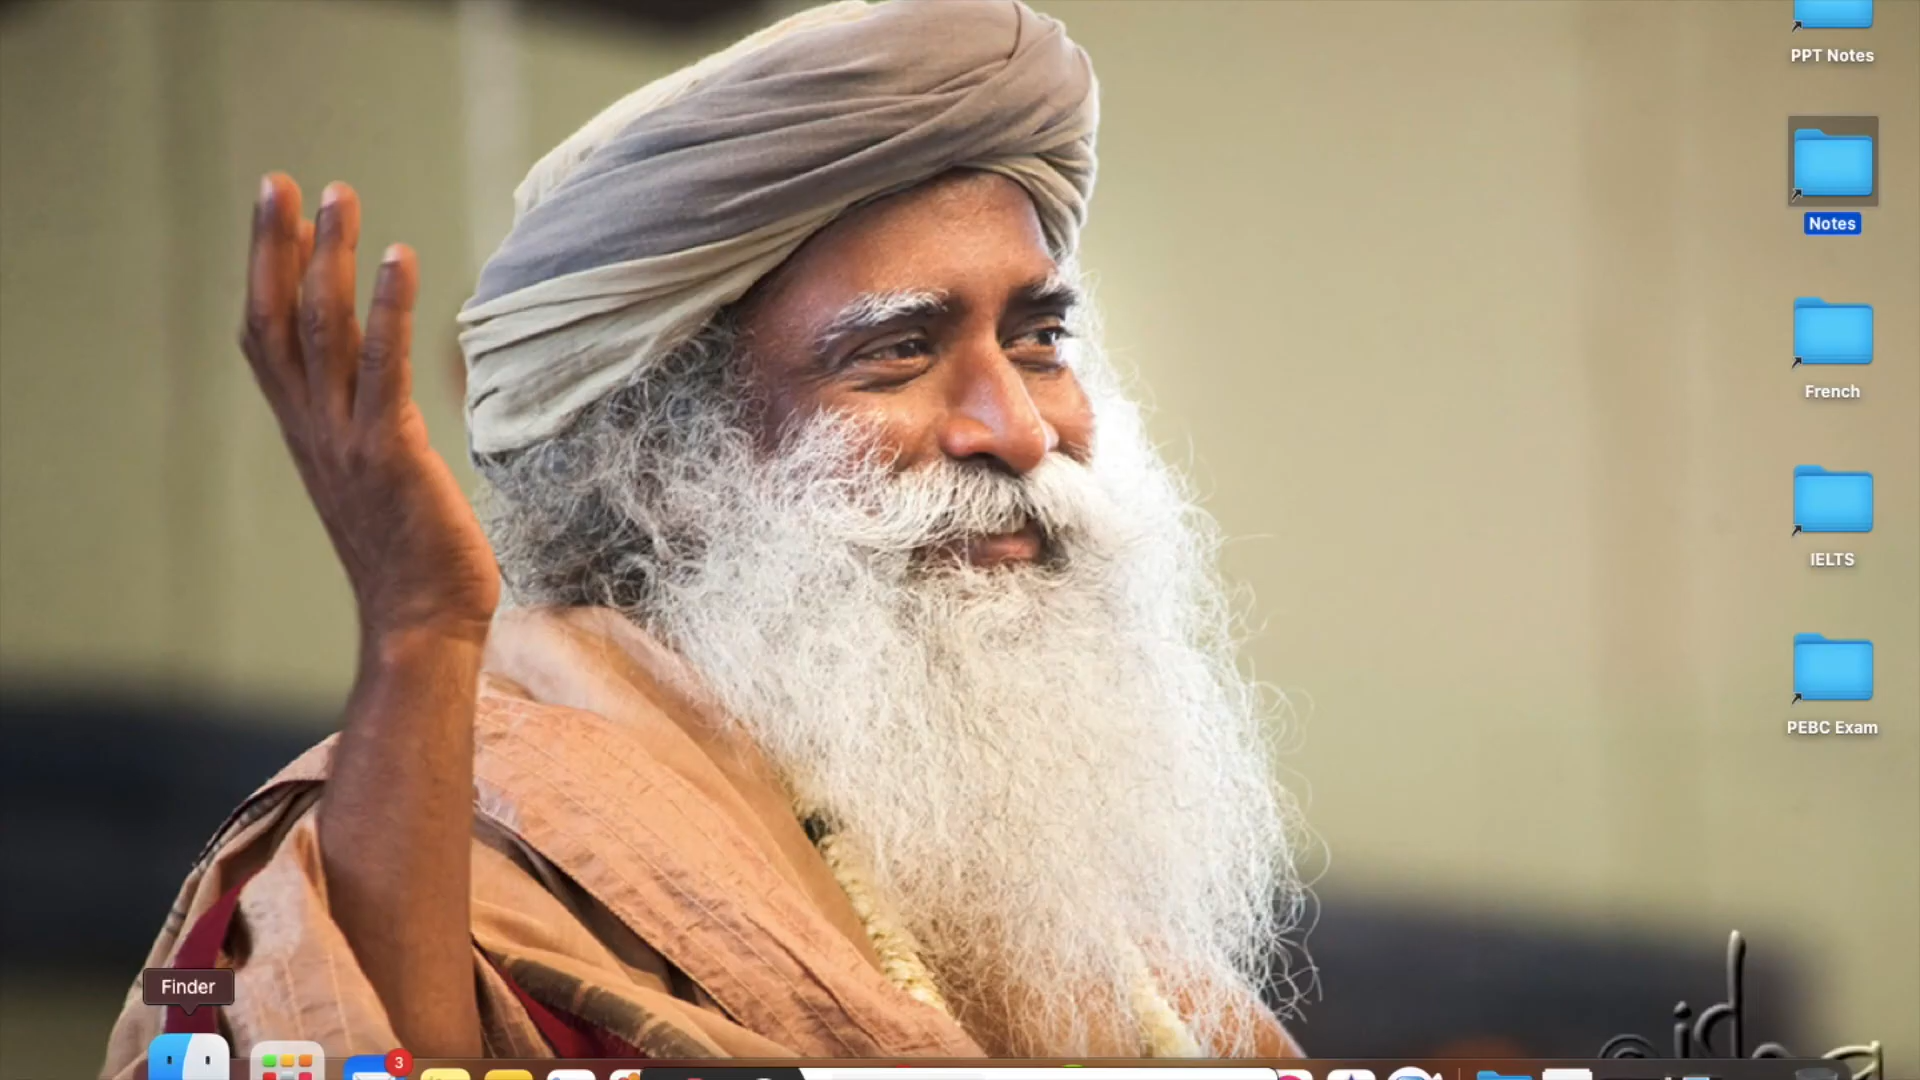 PPT Notes
Notes
French
IELTS
PEBC Exam
Finder
3